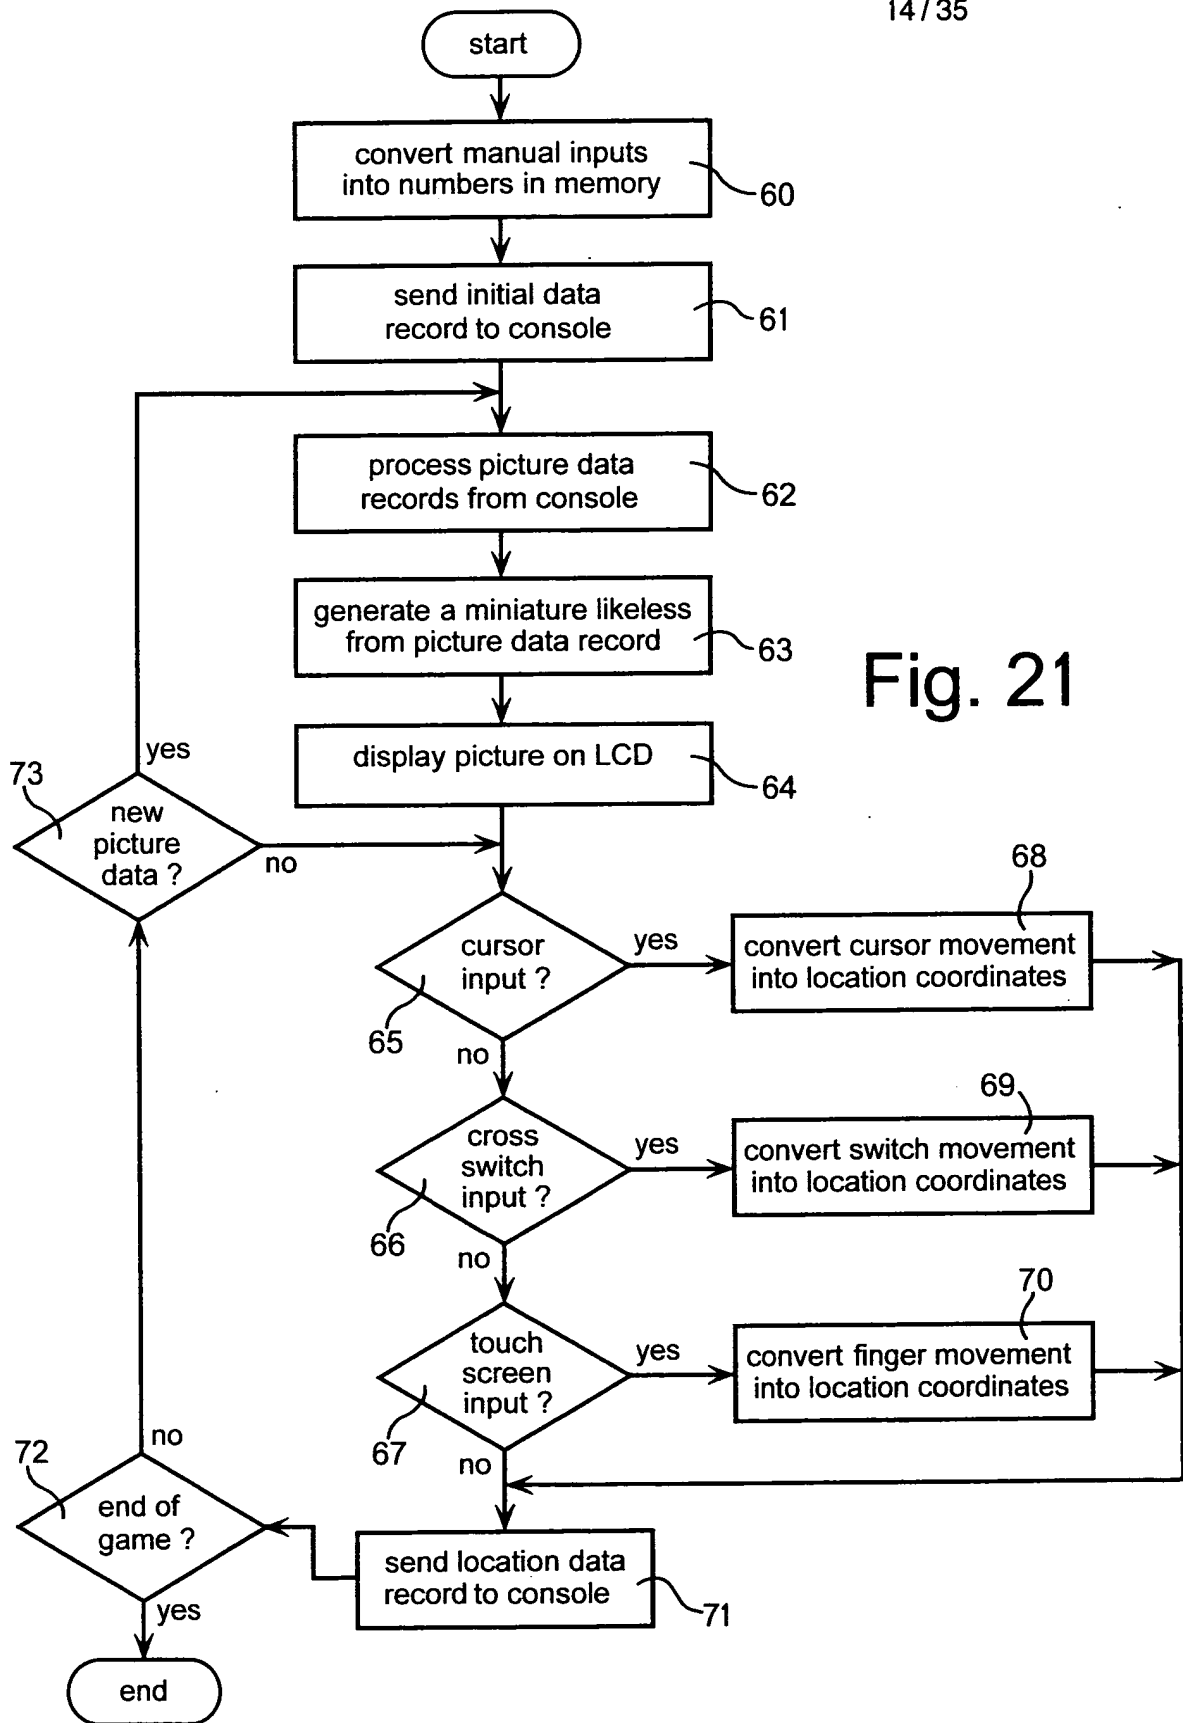 14/35
start
convert manual inputs
into numbers in memory
60
send initial data
record to console
61
process picture data
records from console
62
generate a miniature likeless
from picture data record
63
Fig. 21
display picture on LCD
64
yes
73
new
picture
data ?
no
68
cursor
input ?
yes
convert cursor movement
into location coordinates
65
no
69
cross
switch
input ?
yes
convert switch movement
into location coordinates
66
no
70
touch
screen
input ?
yes
convert finger movement
into location coordinates
67
no
no
72
end of
game ?
send location data
record to console
71
yes
end